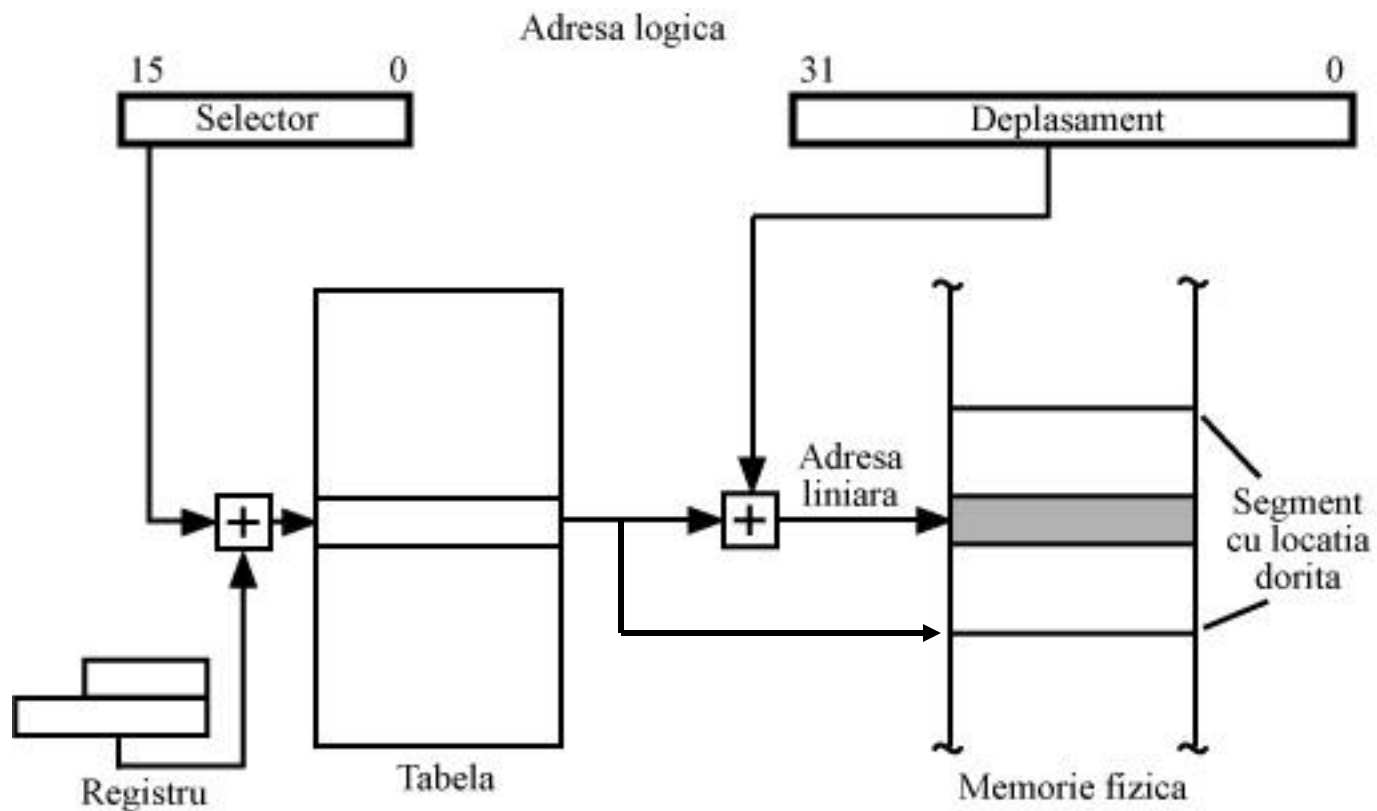 Adresa logica
15 0 31 0
Selector
Deplasament
Adresa
liniara
Segment
cu locatia
dorita
+ +
Registru
Tabela
Memorie fizica